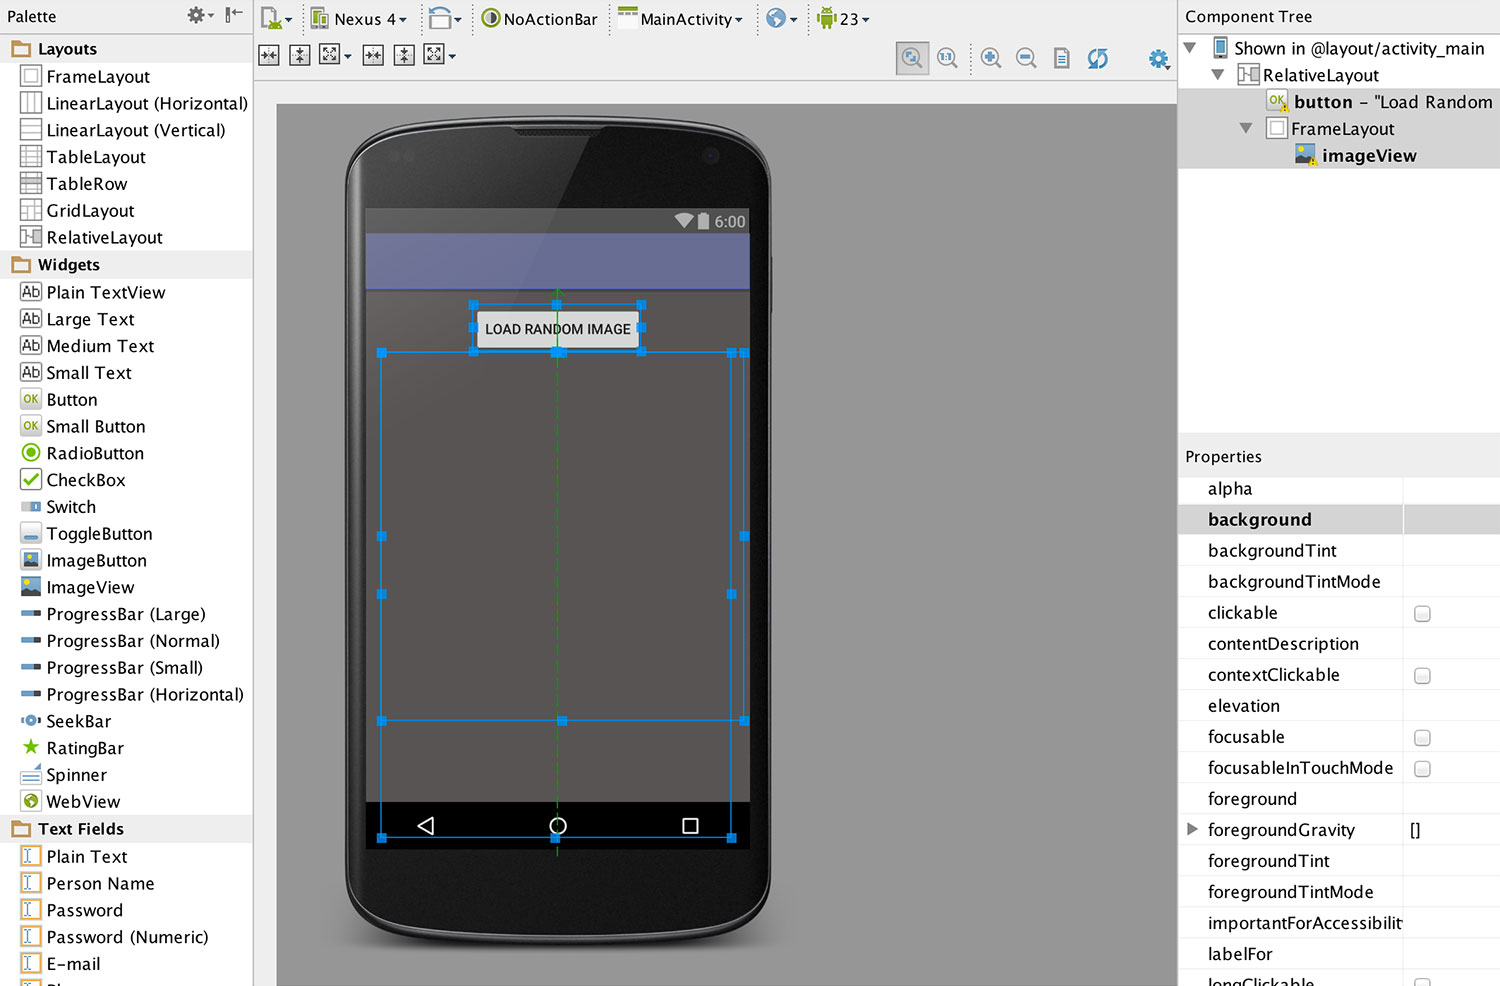 Palette
Layouts
FrameLayout
LinearLayout (Horizontal)
LinearLayout (Vertical)
TableLayout
TableRow
GridLayout
RelativeLayout
Widgets
Ab Plain TextView
Ab Large Text
Ab Medium Text
Ab Small Text
OK Button
OK Small Button
RadioButton
CheckBox
Switch
ToggleButton
ImageButton
ImageView
ProgressBar (Large)
ProgressBar (Normal)
ProgressBar (Small)
ProgressBar (Horizontal)
SeekBar
RatingBar
Spinner
WebView
Text Fields
Plain Text
Person Name
Password
Password (Numeric)
E-mail
Nexus 4
NoActionBar
MainActivity
23
1:1
6:00
LOAD RANDOM IMAGE
Component Tree
Shown in @layout/activity_main
RelativeLayout
OK button - "Load Random
FrameLayout
imageView
Properties
alpha
background
backgroundTint
backgroundTintMode
clickable
contentDescription
contextClickable
elevation
focusable
focusableInTouchMode
foreground
foregroundGravity []
foregroundTint
foregroundTintMode
importantForAccessibilit
labelFor
longClickable